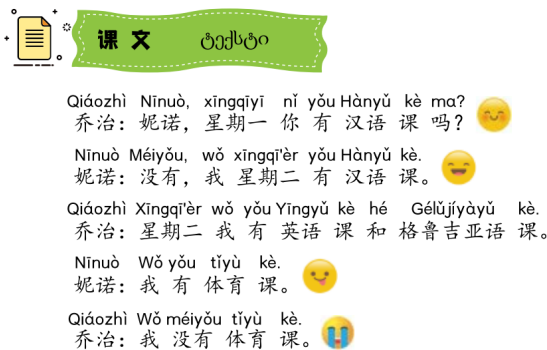 课文 ტექსტი
Qiáozhì Nīnuò, xīngqīyī nǐ yǒu Hànyǔ kè ma?
乔治：妮诺，星期一 你 有 汉语 课 吗？
Nīnuò Méiyǒu, wǒ xīngqī'èr yǒu Hànyǔ kè.
妮诺：没有，我 星期二 有 汉语 课。
Qiáozhì Xīngqī'èr wǒ yǒu Yīngyǔ kè hé Gélǔjíyàyǔ kè.
乔治：星期二 我 有 英语 课 和 格鲁吉亚语 课。
Nīnuò Wǒ yǒu tǐyù kè.
妮诺：我 有 体育 课。
Qiáozhì Wǒ méiyǒu tǐyù kè.
乔治：我 没有 体育 课。